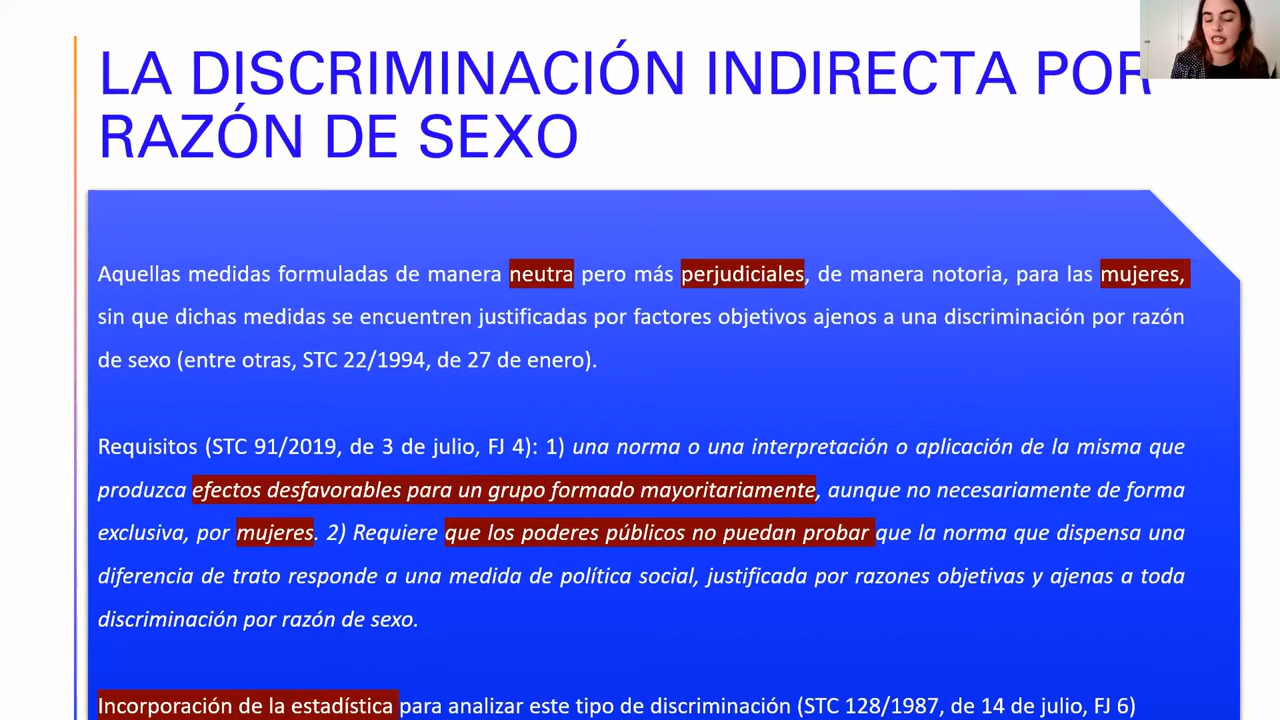 LA DISCRIMINACIÓN INDIRECTA POR
RAZÓN DE SEXO
Aquellas medidas formuladas de manera neutra pero más perjudiciales, de manera notoria, para las mujeres,
sin que dichas medidas se encuentren justificadas por factores objetivos ajenos a una discriminación por razón
de sexo (entre otras, STC 22/1994, de 27 de enero).
Requisitos (STC 91/2019, de 3 de julio, FJ 4): 1) una norma o una interpretación o aplicación de la misma que
produzca efectos desfavorables para un grupo formado mayoritariamente, aunque no necesariamente de forma
exclusiva, por mujeres. 2) Requiere que los poderes públicos no puedan probar que la norma que dispensa una
diferencia de trato responde a una medida de política social, justificada por razones objetivas y ajenas a toda
discriminación por razón de sexo.
Incorporación de la estadística para analizar este tipo de discriminación (STC 128/1987, de 14 de julio, FJ 6)